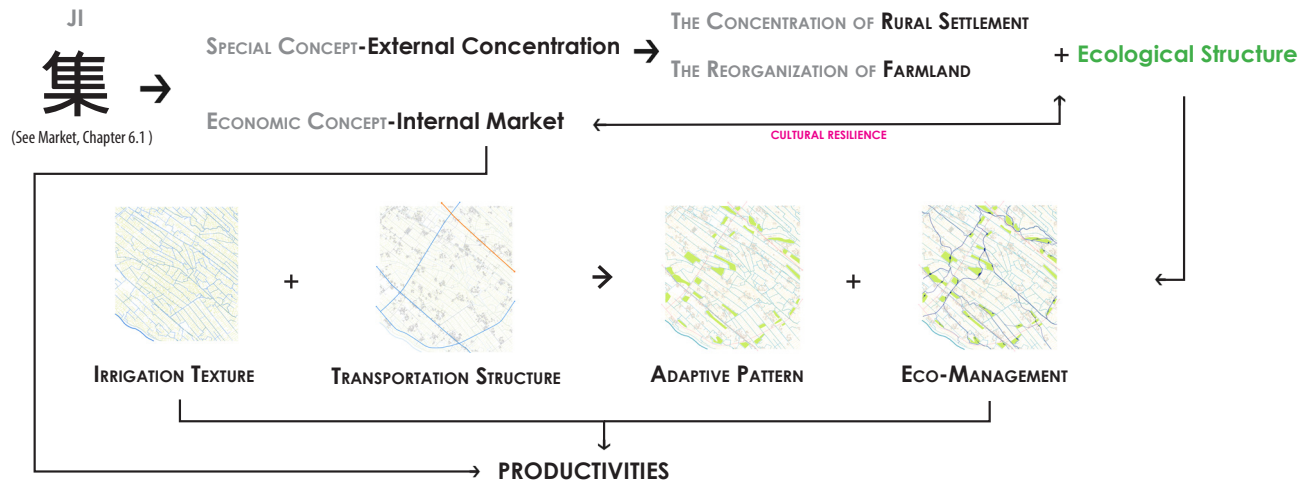 JI
集
(See Market, Chapter 6.1 )
Special Concept-External Concentration
Economic Concept-Internal Market
The Concentration of Rural Settlement
The Reorganization of Farmland
+ Ecological Structure
CULTURAL RESILIENCE
+
+
Irrigation Texture
Transportation Structure
Adaptive Pattern
Eco-Management
PRODUCTIVITIES